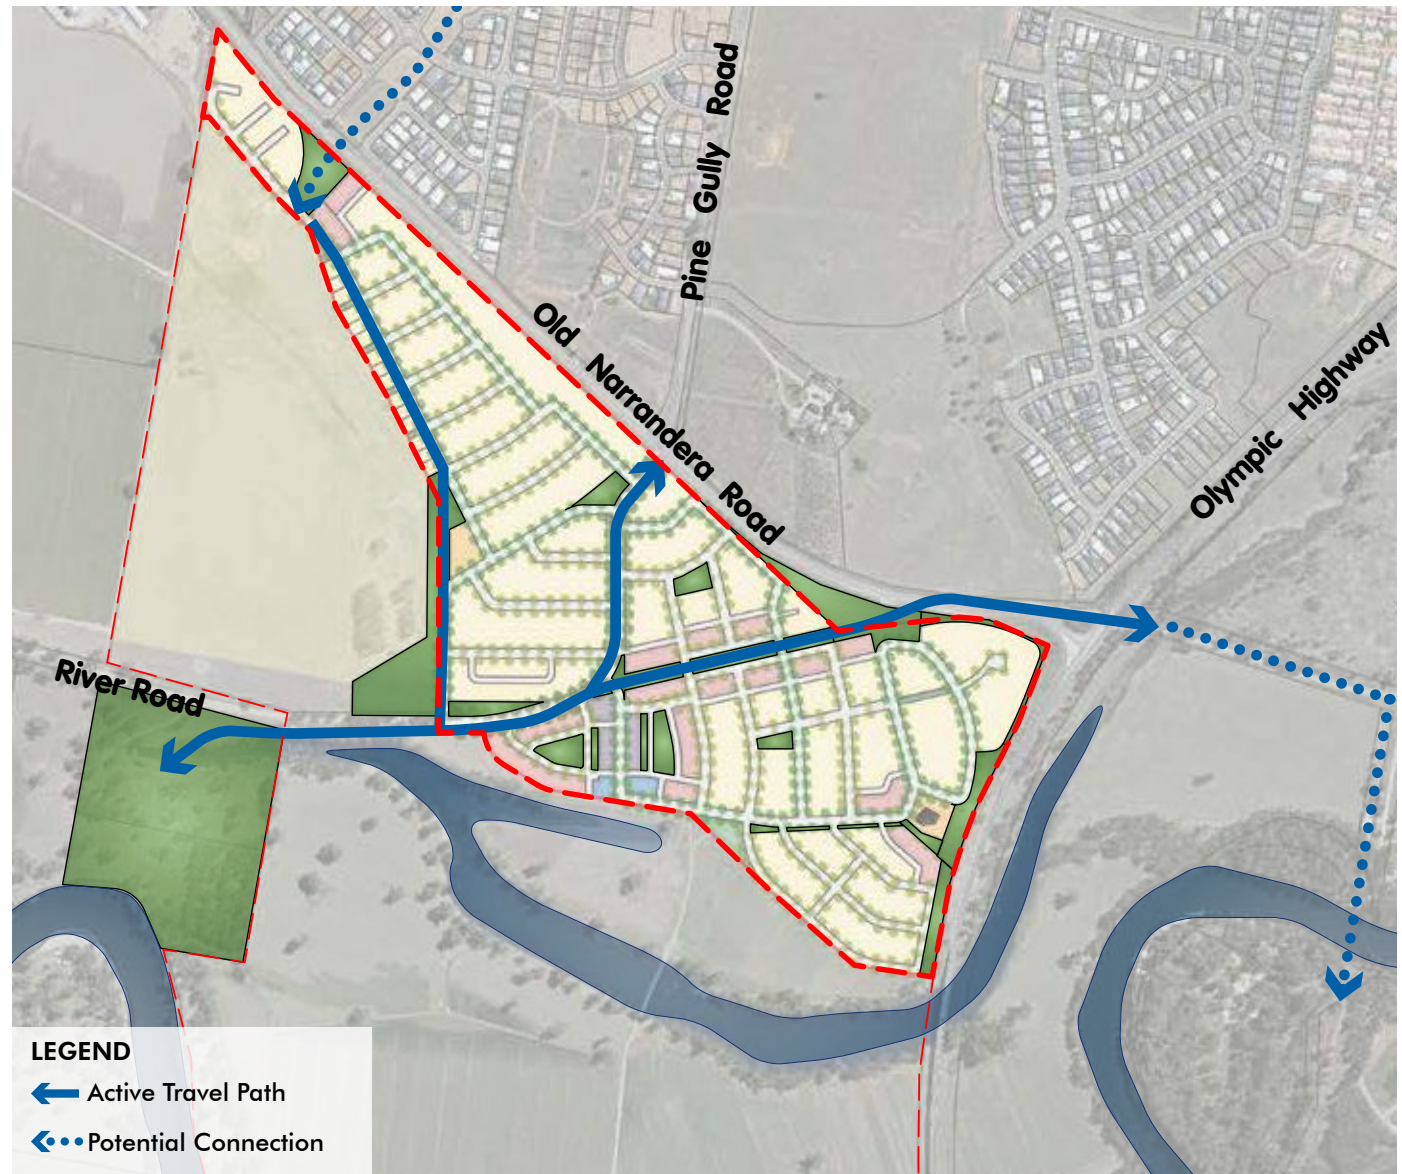 Pine Gully Road
Old Narrandera Road
Olympic Highway
River Road
LEGEND
Active Travel Path
Potential Connection